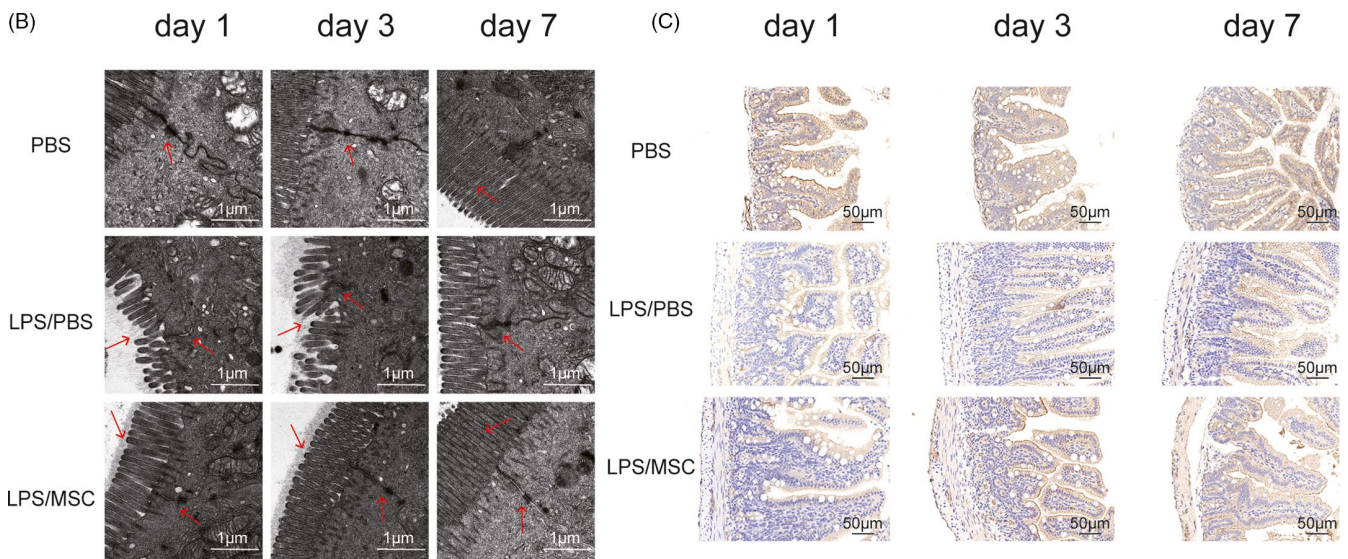 (B) day 1 day 3 day 7
PBS
1µm 1µm 1µm
LPS/PBS
1µm 1µm 1µm
LPS/MSC
1µm 1µm 1µm
(C) day 1 day 3 day 7
PBS
50µm 50µm 50µm
LPS/PBS
50µm 50µm 50µm
LPS/MSC
50µm 50µm 50µm